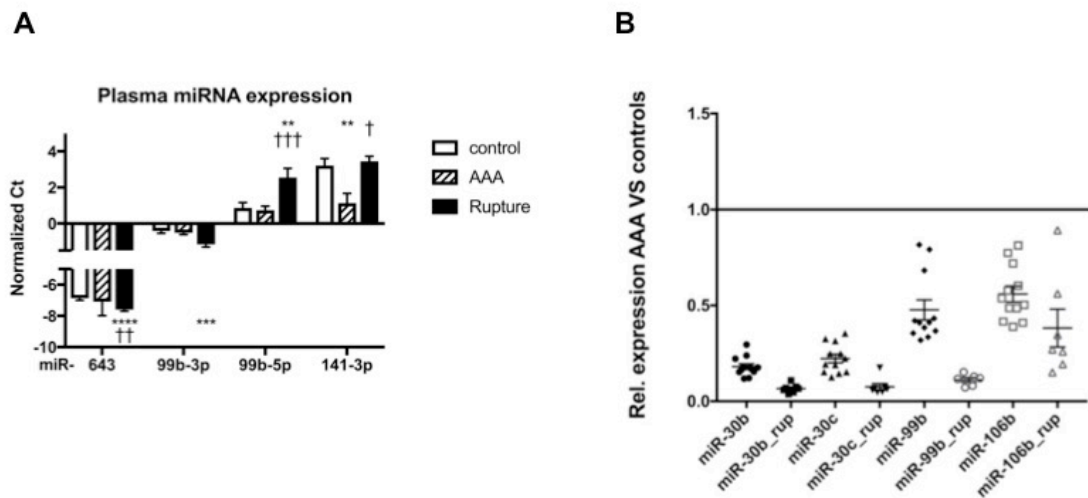 A
Plasma miRNA expression
Normalized Ct
4
2
0
-6
-8
-10
**
†††
**
†
****
††
***
miR- 643 99b-3p 99b-5p 141-3p
control
AAA
Rupture
B
Rel. expression AAA VS controls
1.5
1.0
0.5
0.0
miR-30b
miR-30b_rup
miR-30c
miR-30c_rup
miR-99b
miR-99b_rup
miR-106b
miR-106b_rup